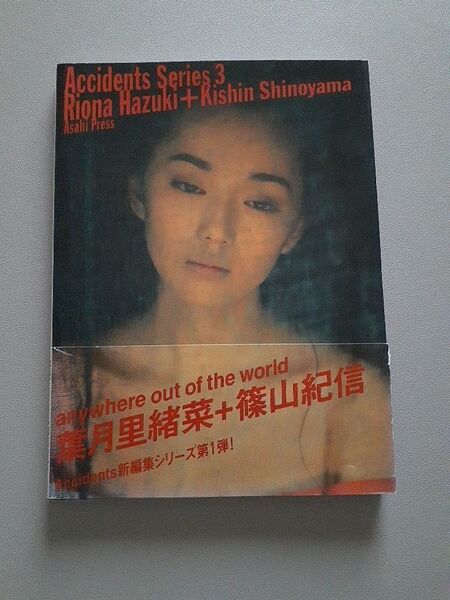 Accidents Series 3
Riona Hazuki+Kishin Shinoyama
Asahi Press
anywhere out of the world
葉月里緒菜+篠山紀信
Accidents新編集シリーズ第1弾!